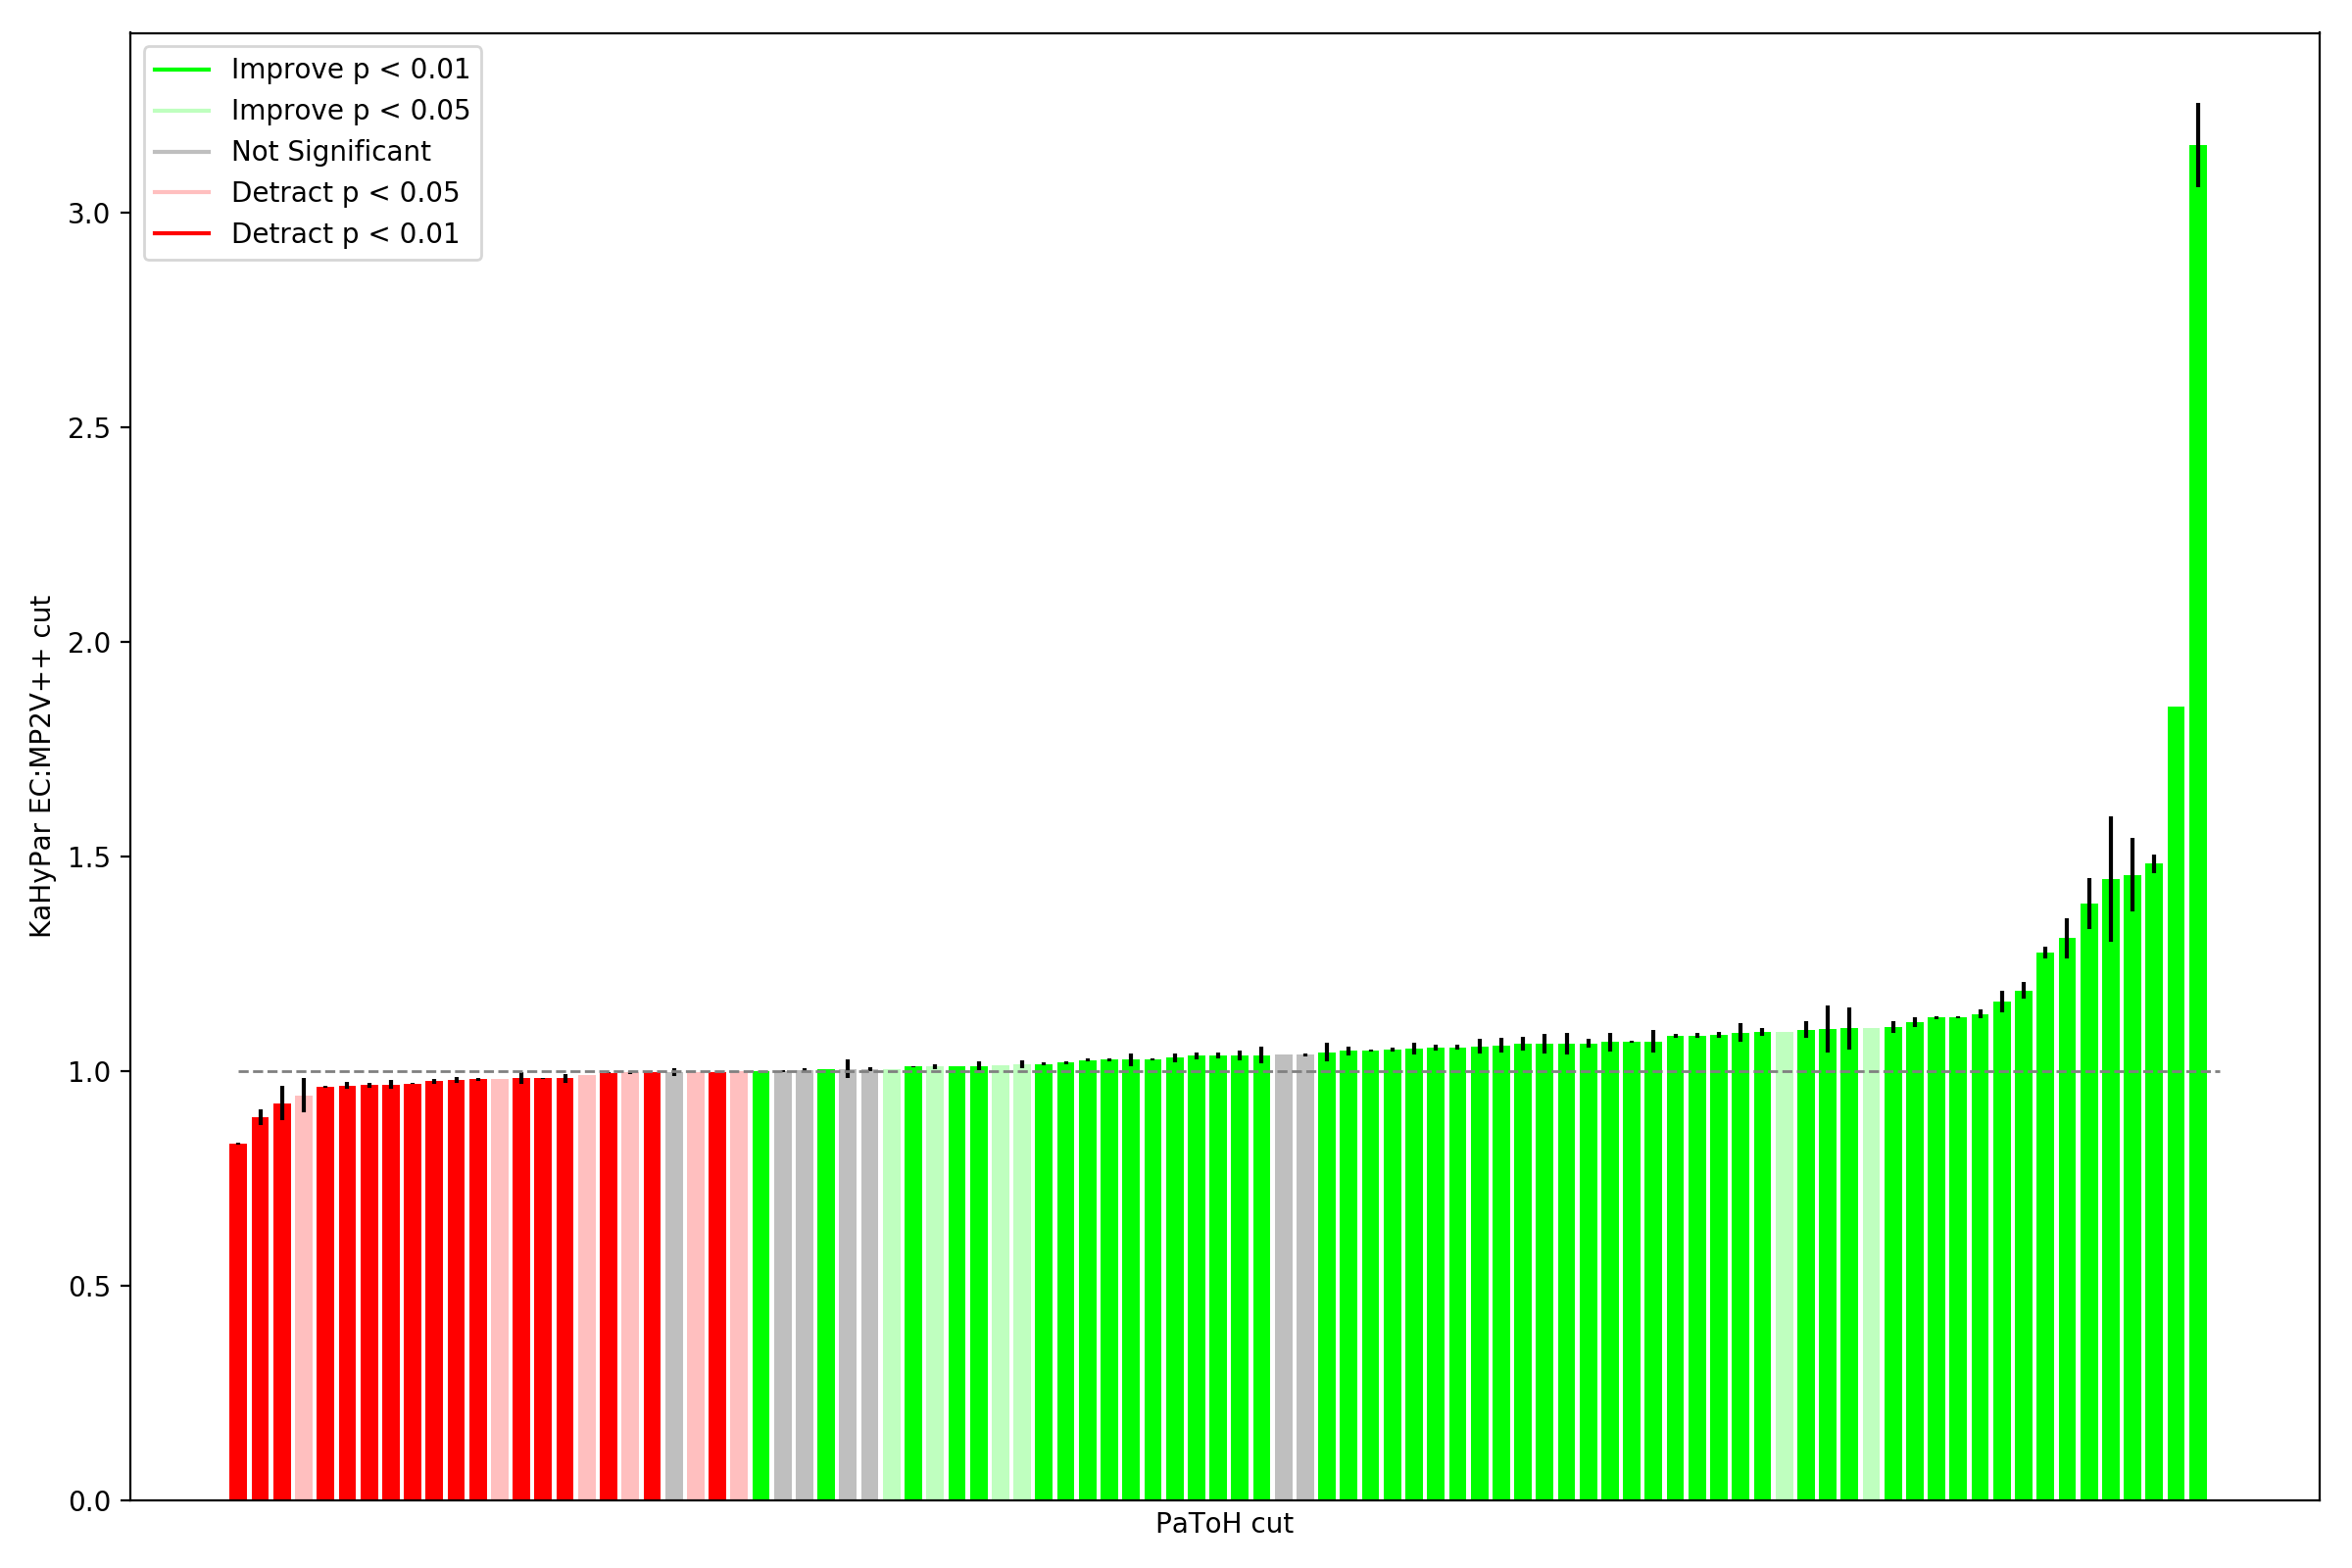 Improve p < 0.01
Improve p < 0.05
Not Significant
Detract p < 0.05
Detract p < 0.01
KaHyPar EC:MP2V++ cut
3.0
2.5
2.0
1.5
1.0
0.5
0.0
PaToH cut